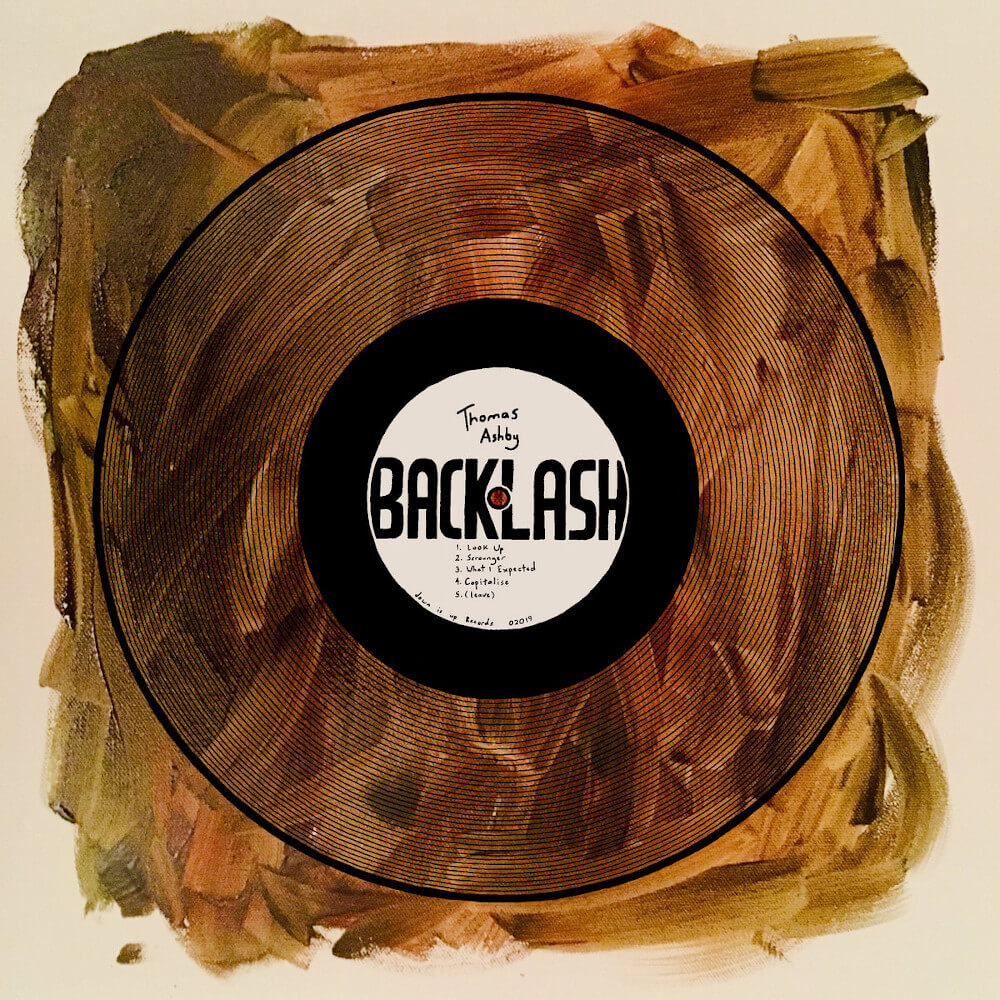 Thomas
Ashby
BACKLASH
1. Look Up
2. Scrounger
3. What I Expected
4. Capitalise
5. (leave)
down is up Records 02019